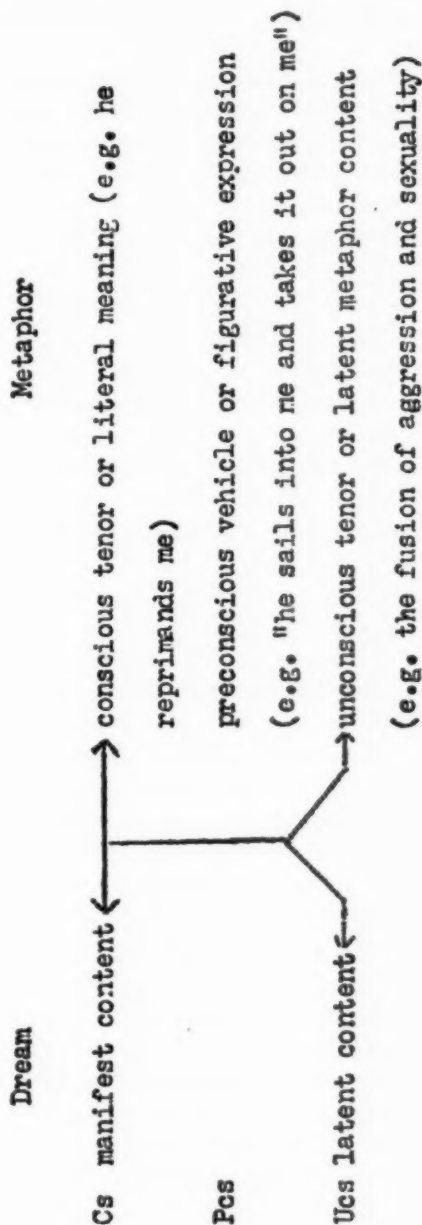 Dream Metaphor
Cs manifest content conscious tenor or literal meaning (e.g. he
reprimands me)
Pcs preconscious vehicle or figurative expression
(e.g. "he sails into me and takes it out on me")
Ucs latent content unconscious tenor or latent metaphor content
(e.g. the fusion of aggression and sexuality)